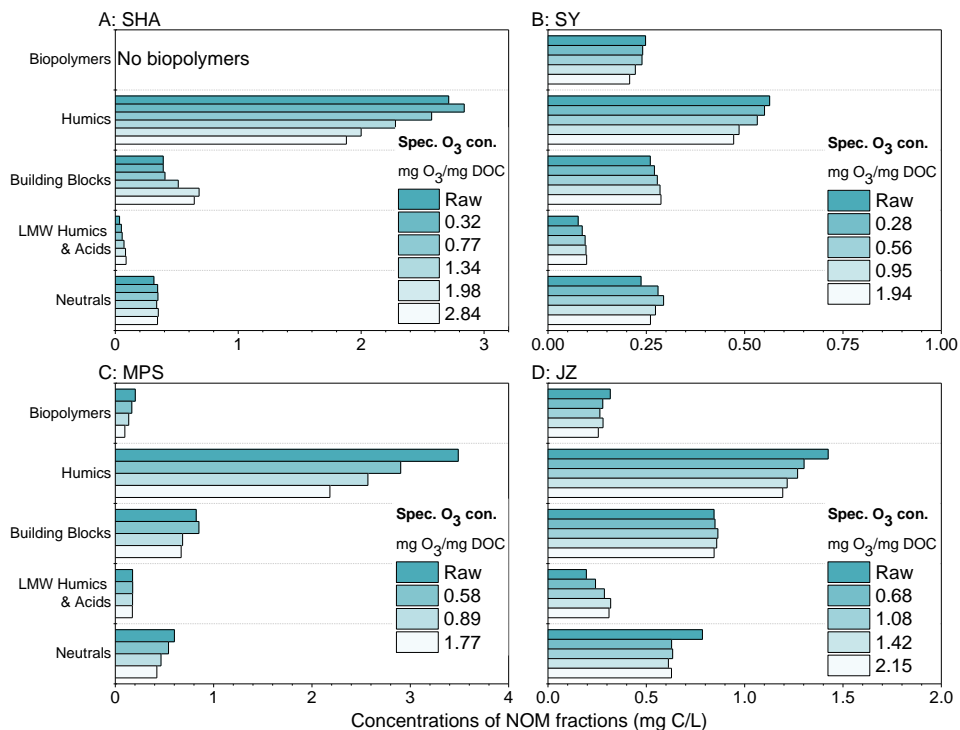 A: SHA
Biopolymers
No biopolymers
Humics
Building Blocks
LMW Humics
& Acids
Neutrals
Spec. O3 con.
mg O3/mg DOC
Raw
0.32
0.77
1.34
1.98
2.84
0 1 2 3
B: SY
Spec. O3 con.
mg O3/mg DOC
Raw
0.28
0.56
0.95
1.94
0.00 0.25 0.50 0.75 1.00
C: MPS
Biopolymers
Humics
Building Blocks
LMW Humics
& Acids
Neutrals
Spec. O3 con.
mg O3/mg DOC
Raw
0.58
0.89
1.77
0 1 2 3 4
D: JZ
Spec. O3 con.
mg O3/mg DOC
Raw
0.68
1.08
1.42
2.15
0.0 0.5 1.0 1.5 2.0
Concentrations of NOM fractions (mg C/L)